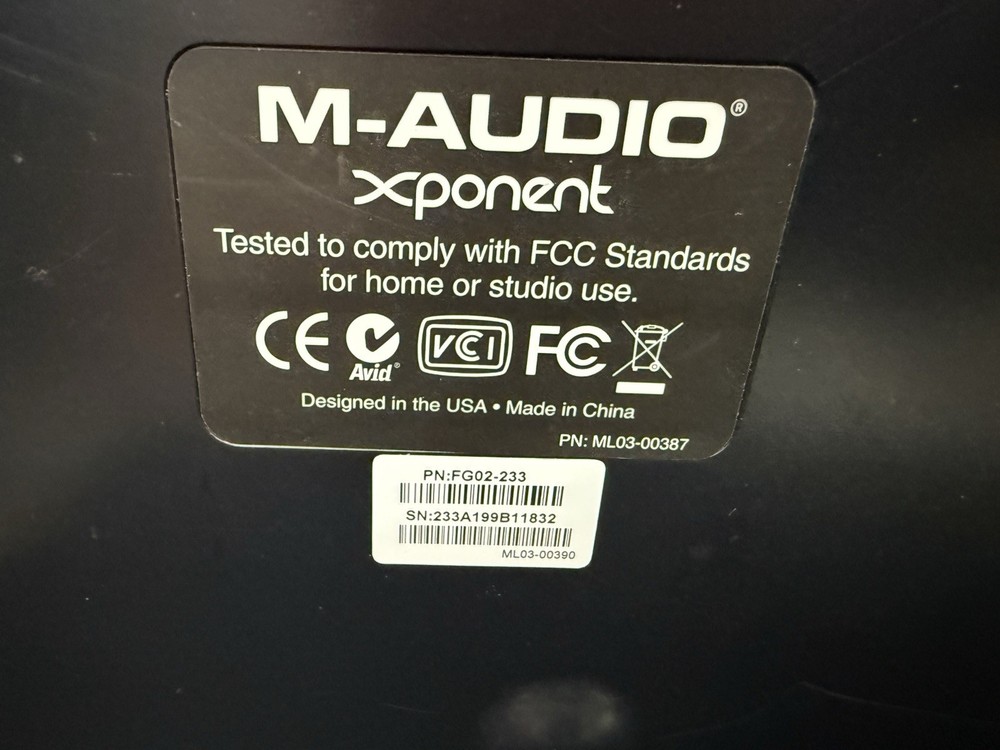 M-AUDIO®
xponent
Tested to comply with FCC Standards
for home or studio use.
CE Avid® VCI FC
Designed in the USA • Made in China
PN: ML03-00387
PN:FG02-233
SN:233A199B11832
ML03-00390